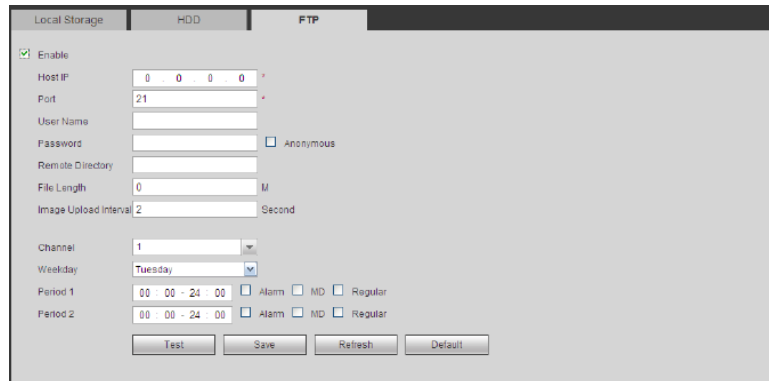 Local Storage HDD FTP
Enable
Host IP 0 . 0 . 0 . 0 *
Port 21 *
User Name
Password Anonymous
Remote Directory
File Length 0 M
Image Upload Interval 2 Second
Channel 1
Weekday Tuesday
Period 1 00 : 00 - 24 : 00 Alarm MD Regular
Period 2 00 : 00 - 24 : 00 Alarm MD Regular
Test Save Refresh Default